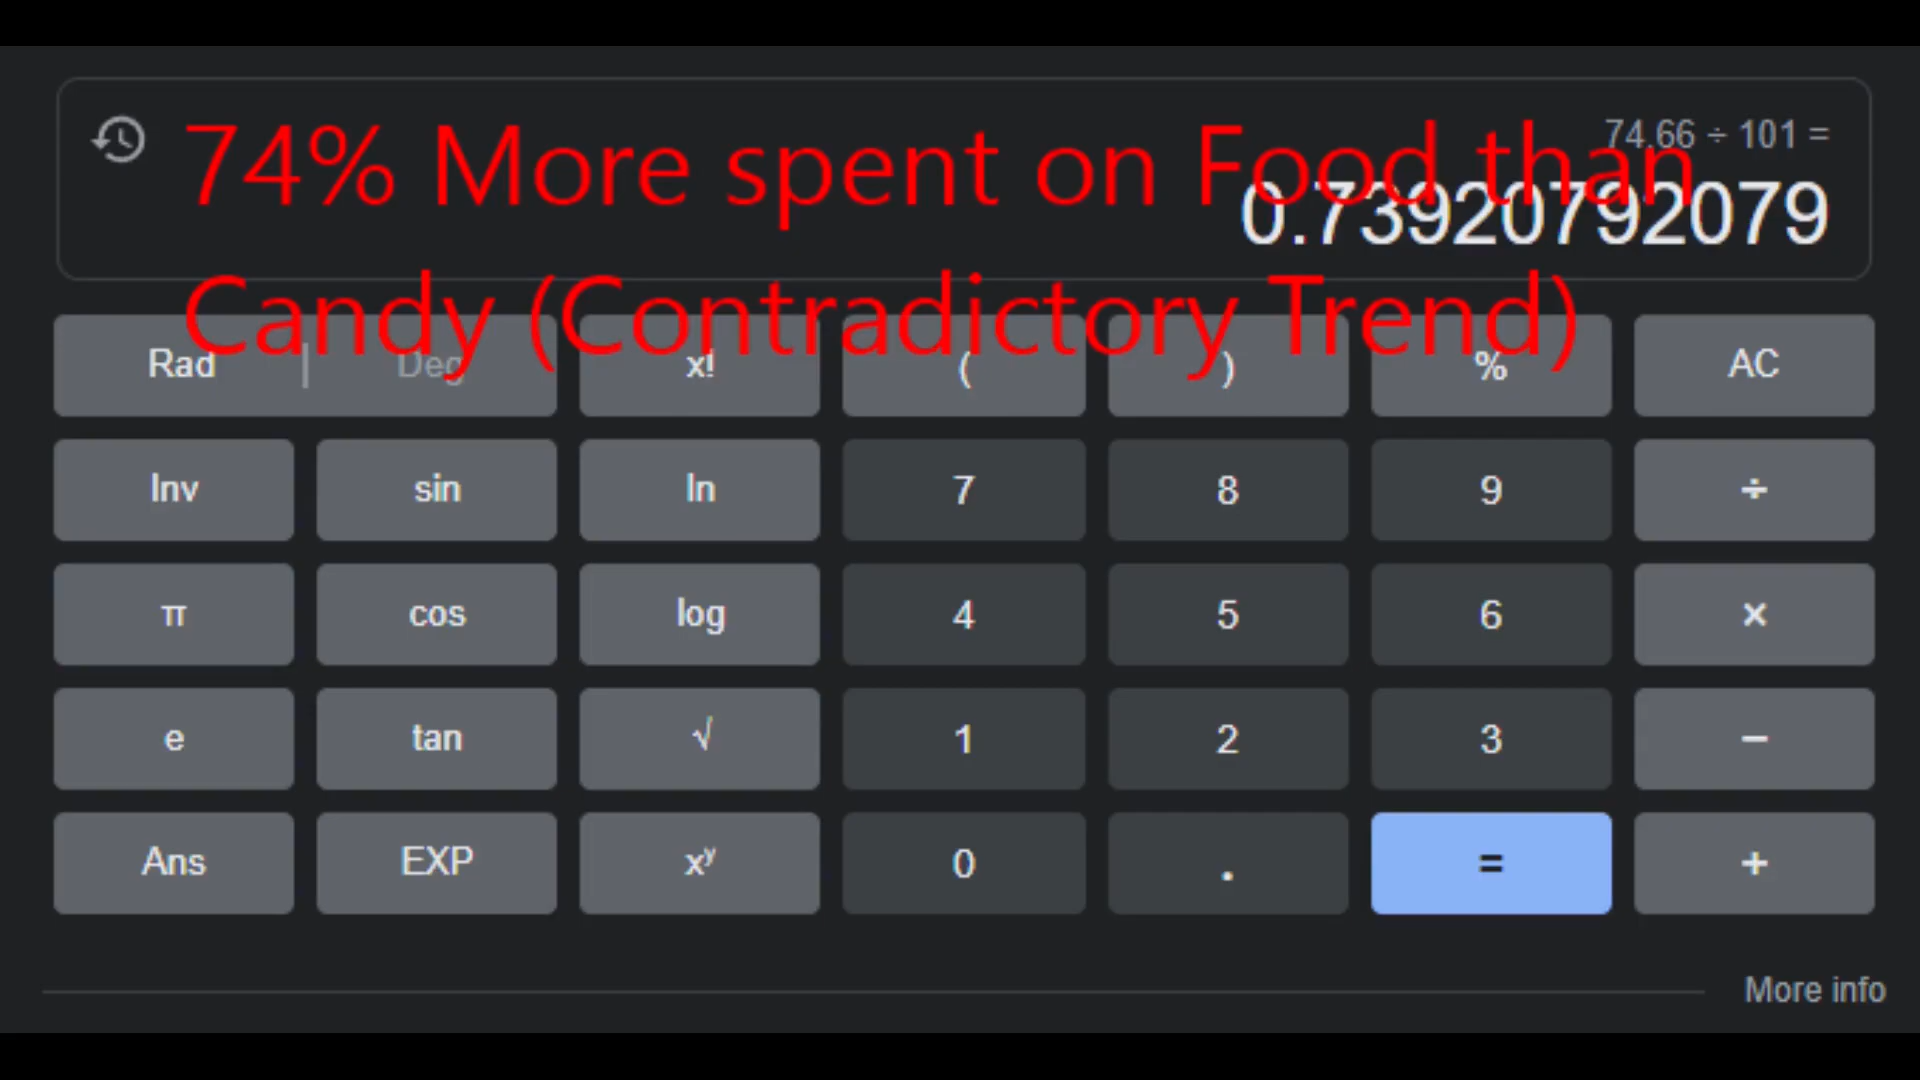 74.66 ÷ 101 =
74% More spent on Food than
0.73920792079
Candy (Contradictory Trend)
Rad | Deg x! ( ) % AC
Inv sin ln 7 8 9 ÷
π cos log 4 5 6 ×
e tan √ 1 2 3 −
Ans EXP xʸ 0 . = +
More info